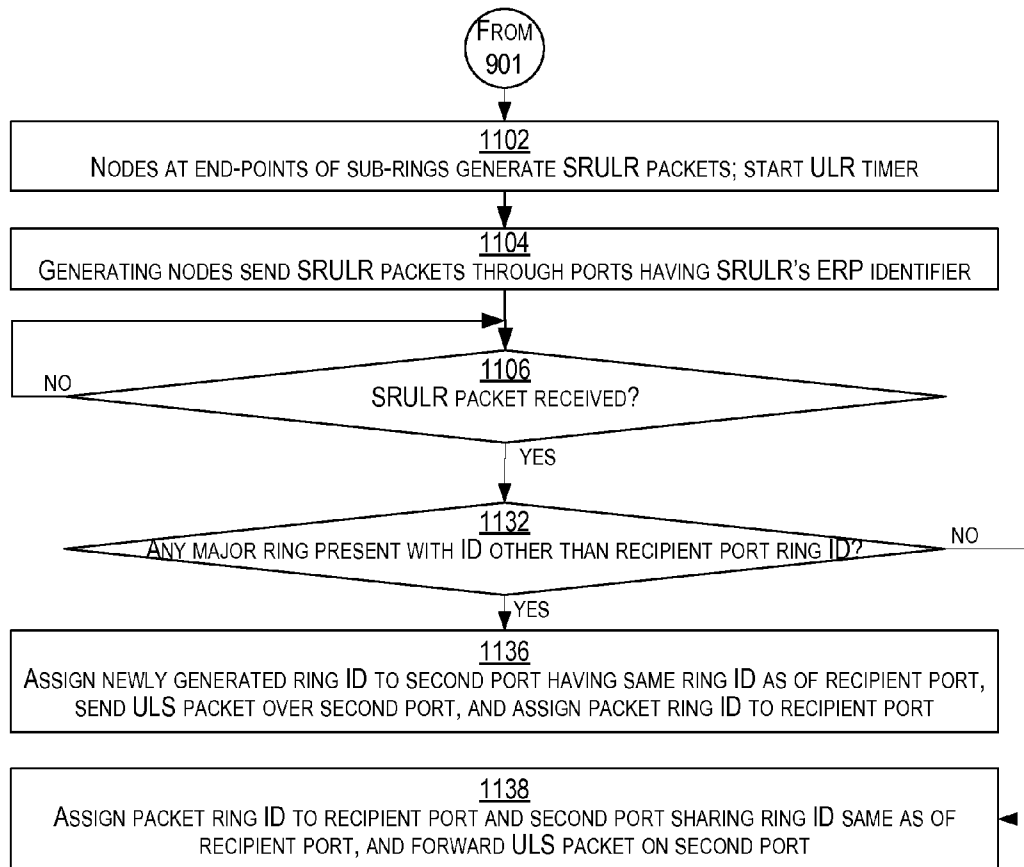 FROM
901
1102
NODES AT END-POINTS OF SUB-RINGS GENERATE SRULR PACKETS; START ULR TIMER
1104
GENERATING NODES SEND SRULR PACKETS THROUGH PORTS HAVING SRULR'S ERP IDENTIFIER
1106
SRULR PACKET RECEIVED?
NO
YES
1132
ANY MAJOR RING PRESENT WITH ID OTHER THAN RECIPIENT PORT RING ID?
NO
YES
1136
ASSIGN NEWLY GENERATED RING ID TO SECOND PORT HAVING SAME RING ID AS OF RECIPIENT PORT,
SEND ULS PACKET OVER SECOND PORT, AND ASSIGN PACKET RING ID TO RECIPIENT PORT
1138
ASSIGN PACKET RING ID TO RECIPIENT PORT AND SECOND PORT SHARING RING ID SAME AS OF
RECIPIENT PORT, AND FORWARD ULS PACKET ON SECOND PORT